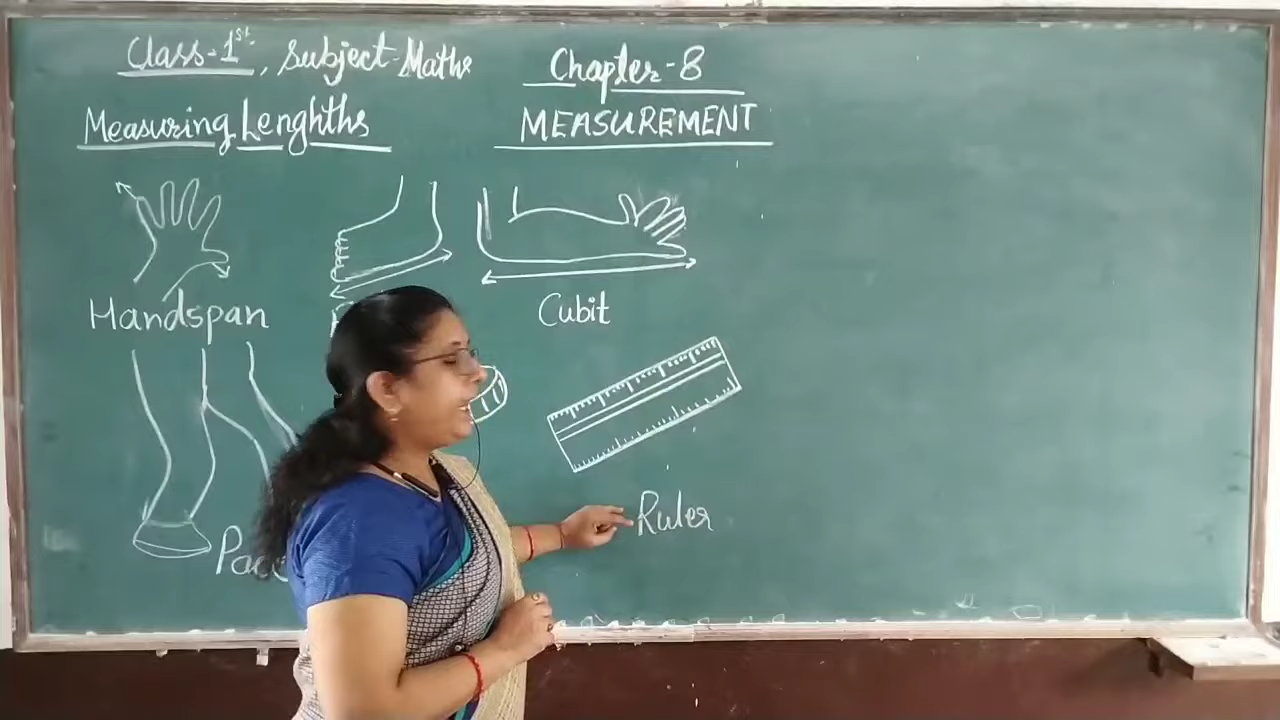 Class-1st, Subject-Maths
Chapter-8
Measuring Lenghths
MEASUREMENT
Handspan
Cubit
Ruler